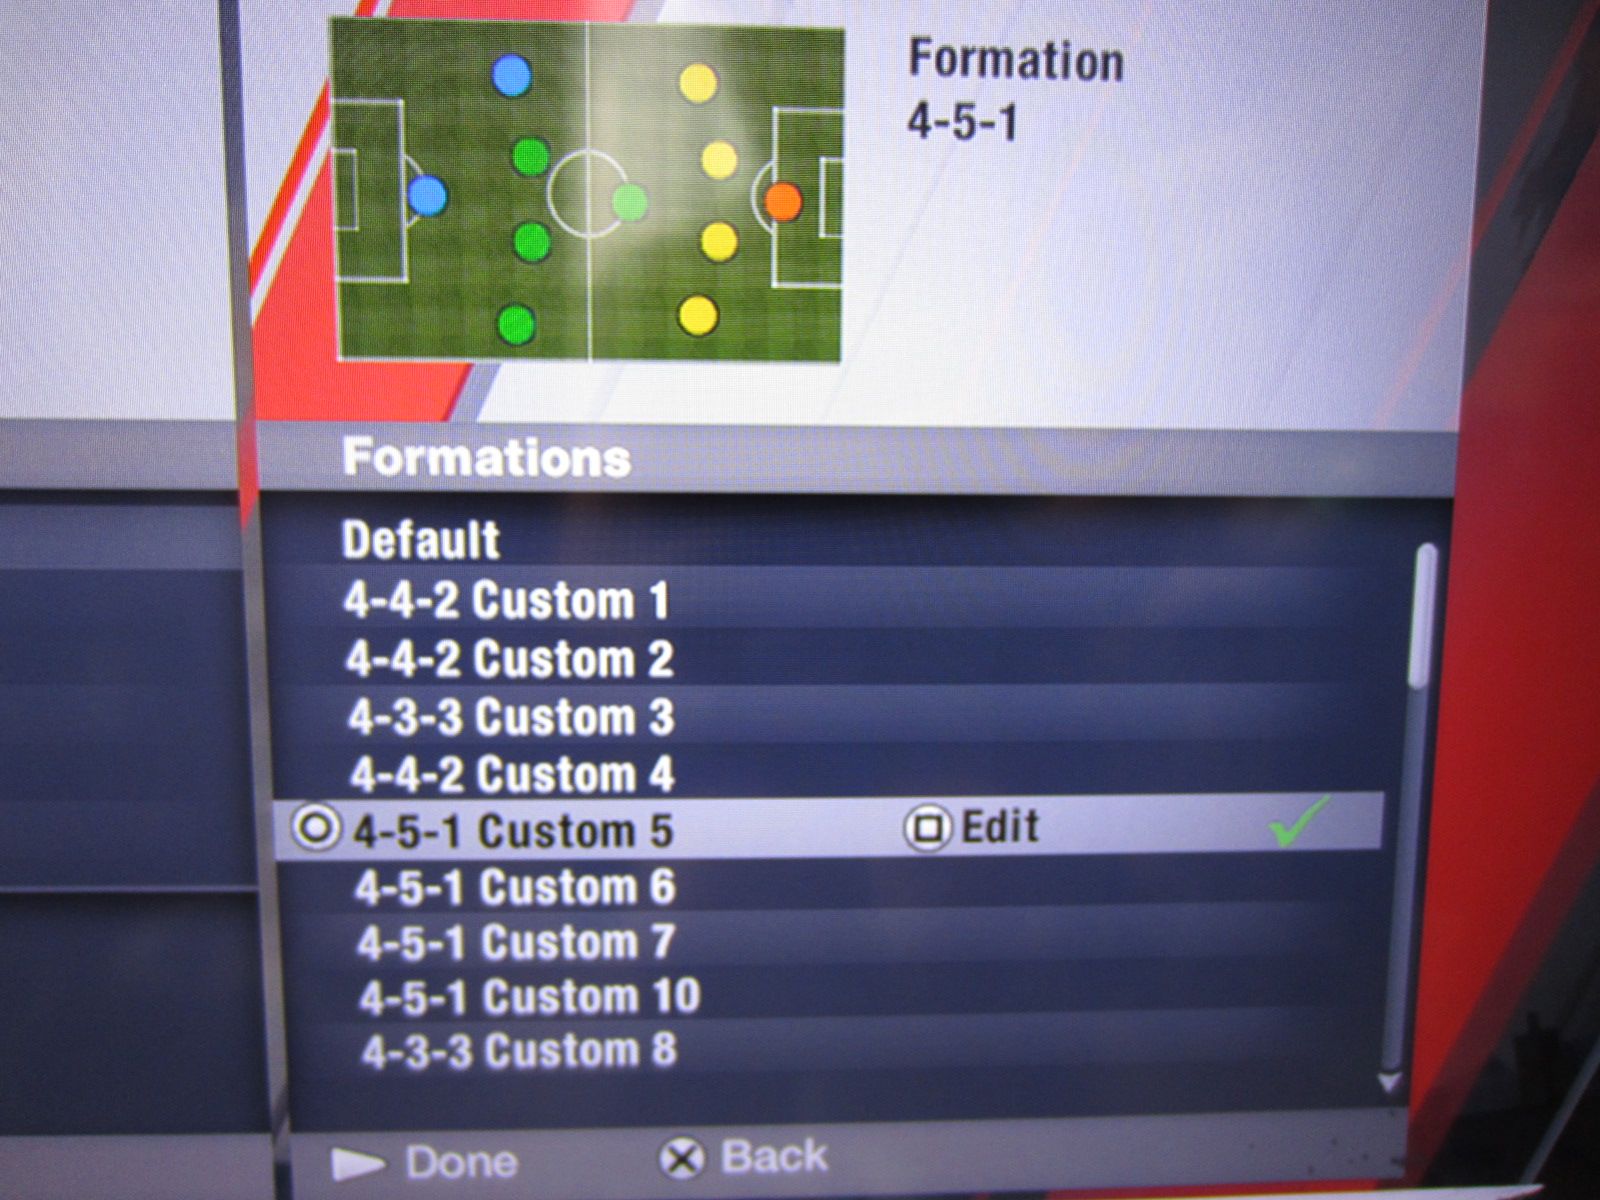 Formation
4-5-1
Formations
Default
4-4-2 Custom 1
4-4-2 Custom 2
4-3-3 Custom 3
4-4-2 Custom 4
4-5-1 Custom 5 Edit
4-5-1 Custom 6
4-5-1 Custom 7
4-5-1 Custom 10
4-3-3 Custom 8
Done Back